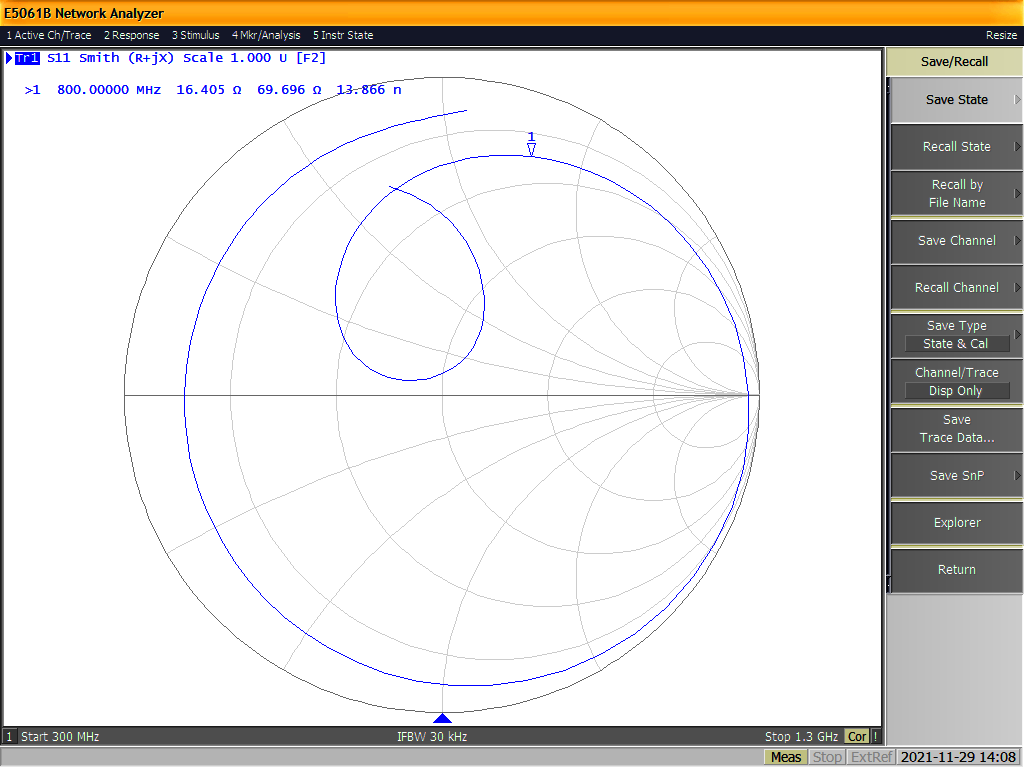 E5061B Network Analyzer
1 Active Ch/Trace 2 Response 3 Stimulus 4 Mkr/Analysis 5 Instr State Resize
Tr1 S11 Smith (R+jX) Scale 1.000 U [F2]
>1 800.00000 MHz 16.405 Ω 69.696 Ω 13.866 n
1
Save/Recall
Save State
Recall State
Recall by
File Name
Save Channel
Recall Channel
Save Type
State & Cal
Channel/Trace
Disp Only
Save
Trace Data...
Save SnP
Explorer
Return
1 Start 300 MHz IFBW 30 kHz Stop 1.3 GHz Cor !
Meas Stop ExtRef 2021-11-29 14:08